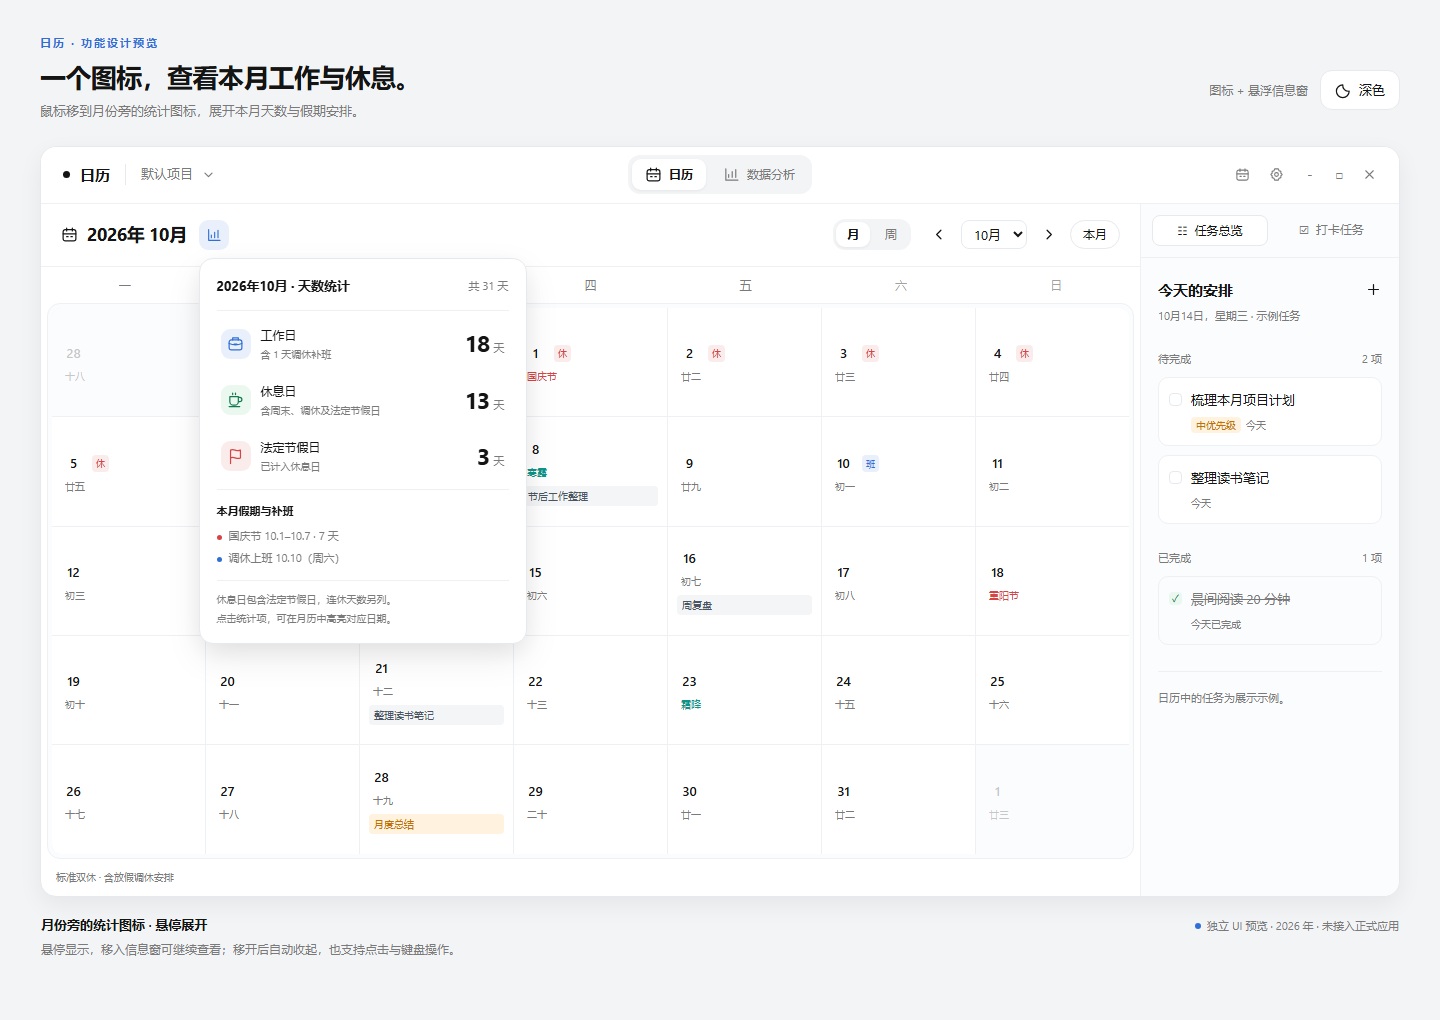 日历 · 功能设计预览
一个图标，查看本月工作与休息。
鼠标移到月份旁的统计图标，展开本月天数与假期安排。
图标 + 悬浮信息窗
深色
日历
默认项目
日历
数据分析
2026年 10月
月
周
10月
本月
任务总览
打卡任务
一
四
五
六
日
2026年10月 · 天数统计
共 31 天
工作日
含 1 天调休补班
18 天
休息日
含周末、调休及法定节假日
13 天
法定节假日
已计入休息日
3 天
本月假期与补班
国庆节 10.1–10.7 · 7 天
调休上班 10.10（周六）
休息日包含法定节假日，连休天数另列。
点击统计项，可在月历中高亮对应日期。
28
十八
1 休
国庆节
2 休
廿二
3 休
廿三
4 休
廿四
5 休
廿五
8
寒露
节后工作整理
9
廿九
10 班
初一
11
初二
12
初三
15
初六
16
初七
周复盘
17
初八
18
重阳节
19
初十
20
十一
21
十二
整理读书笔记
22
十三
23
霜降
24
十五
25
十六
26
十七
27
十八
28
十九
月度总结
29
二十
30
廿一
31
廿二
1
廿三
标准双休 · 含放假调休安排
今天的安排
10月14日，星期三 · 示例任务
待完成
2 项
梳理本月项目计划
中优先级 今天
整理读书笔记
今天
已完成
1 项
晨间阅读 20 分钟
今天已完成
日历中的任务为展示示例。
月份旁的统计图标 · 悬停展开
悬停显示，移入信息窗可继续查看；移开后自动收起，也支持点击与键盘操作。
独立 UI 预览 · 2026 年 · 未接入正式应用